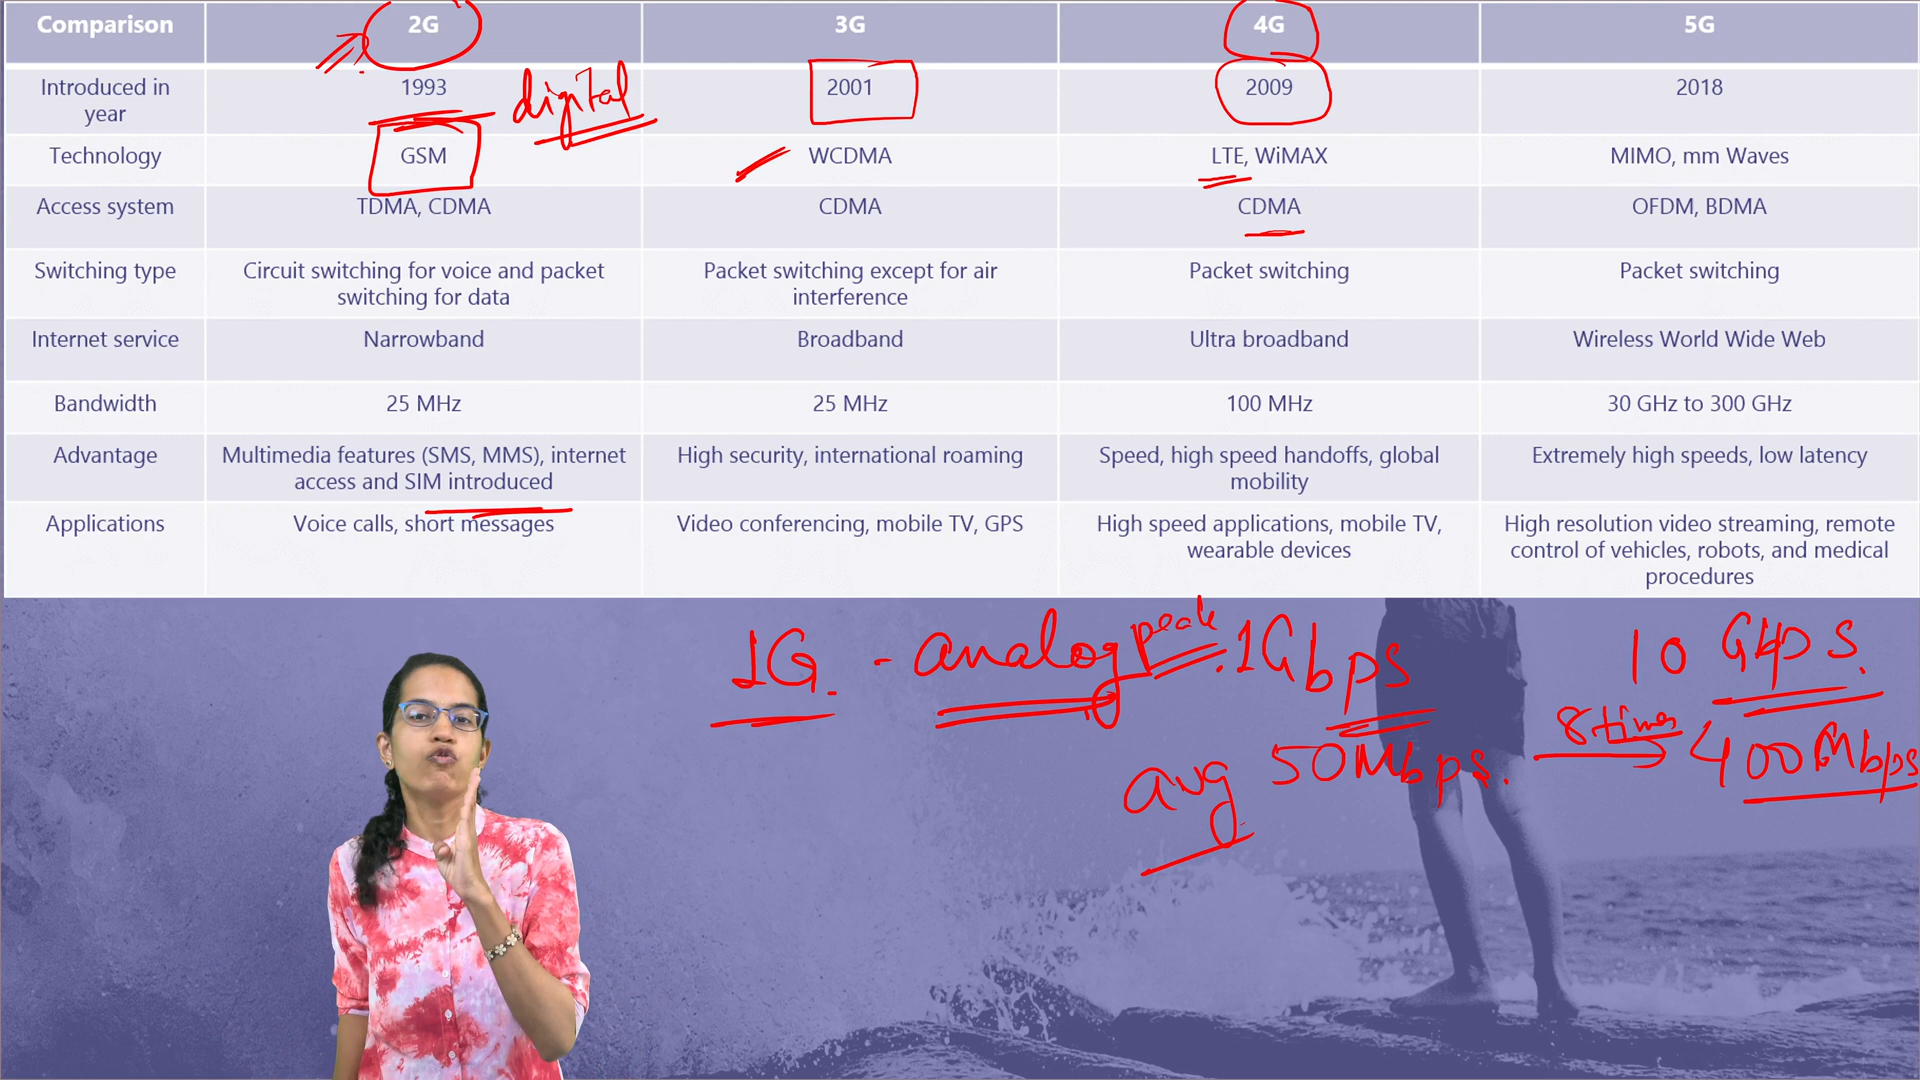 Comparison 2G 3G 4G 5G
Introduced in year 1993 2001 2009 2018
digital
Technology GSM WCDMA LTE, WiMAX MIMO, mm Waves
Access system TDMA, CDMA CDMA CDMA OFDM, BDMA
Switching type Circuit switching for voice and packet switching for data Packet switching except for air interference Packet switching Packet switching
Internet service Narrowband Broadband Ultra broadband Wireless World Wide Web
Bandwidth 25 MHz 25 MHz 100 MHz 30 GHz to 300 GHz
Advantage Multimedia features (SMS, MMS), internet access and SIM introduced High security, international roaming Speed, high speed handoffs, global mobility Extremely high speeds, low latency
Applications Voice calls, short messages Video conferencing, mobile TV, GPS High speed applications, mobile TV, wearable devices High resolution video streaming, remote control of vehicles, robots, and medical procedures
1G. - analog peak 1Gbps 10 Gbps.
avg 50Mbps. 8 times 400Mbps